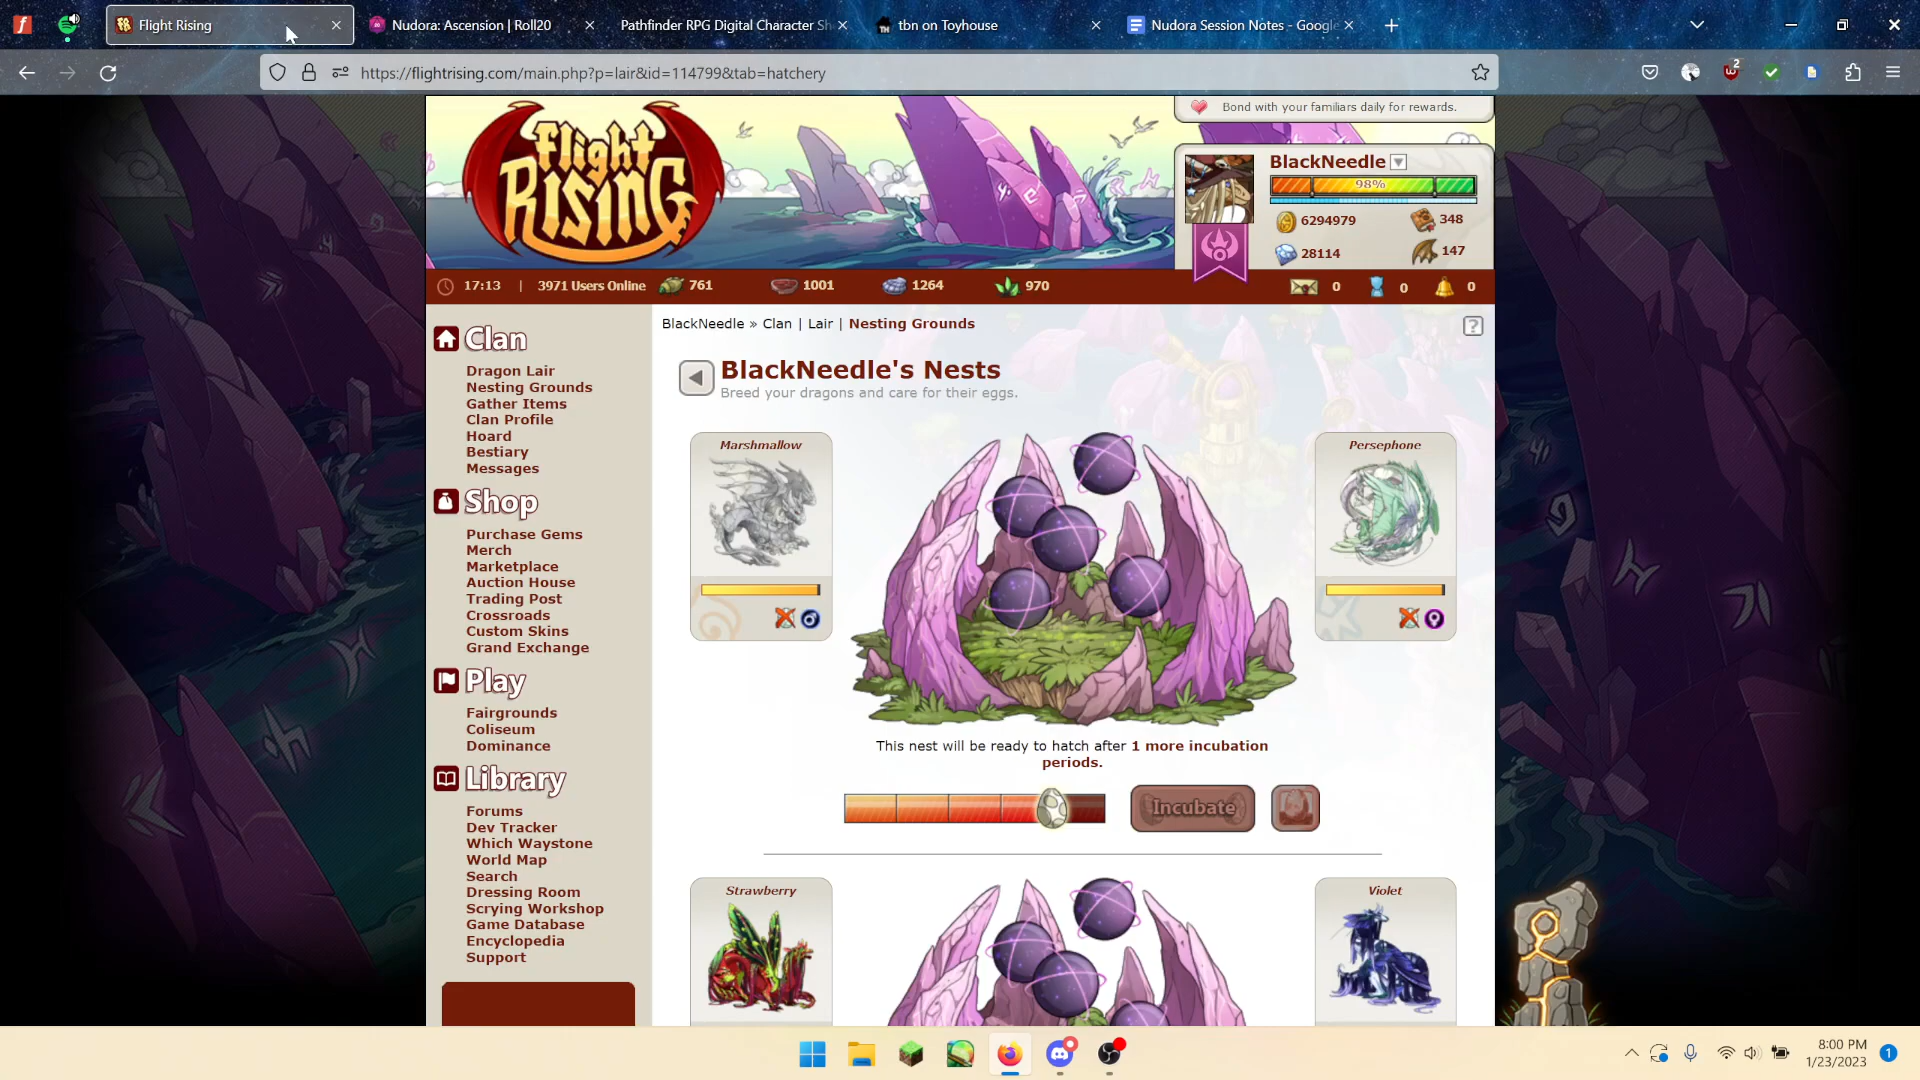 Flight Rising
Nudora: Ascension | Roll20
Pathfinder RPG Digital Character Sh
tbn on Toyhouse
Nudora Session Notes - Google
https://flightrising.com/main.php?p=lair&id=114799&tab=hatchery
2
Flight
RISING
Bond with your familiars daily for rewards.
BlackNeedle
98%
6294979
348
28114
147
17:13 | 3971 Users Online
761
1001
1264
970
0
0
0
BlackNeedle » Clan | Lair | Nesting Grounds
?
Clan
Dragon Lair
Nesting Grounds
Gather Items
Clan Profile
Hoard
Bestiary
Messages
Shop
Purchase Gems
Merch
Marketplace
Auction House
Trading Post
Crossroads
Custom Skins
Grand Exchange
Play
Fairgrounds
Coliseum
Dominance
Library
Forums
Dev Tracker
Which Waystone
World Map
Search
Dressing Room
Scrying Workshop
Game Database
Encyclopedia
Support
BlackNeedle's Nests
Breed your dragons and care for their eggs.
Marshmallow
Persephone
This nest will be ready to hatch after 1 more incubation
periods.
Incubate
Strawberry
Violet
8:00 PM
1/23/2023
1